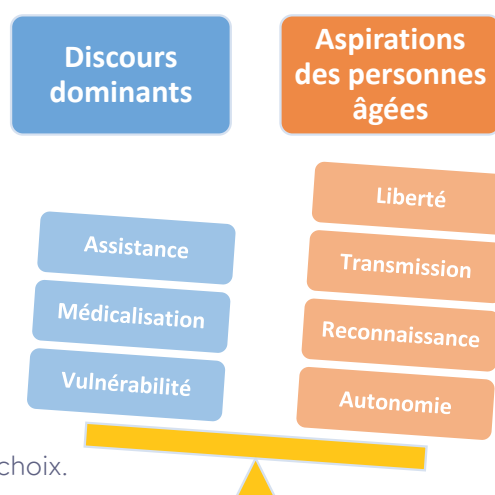 Discours
dominants
Aspirations
des personnes
âgées
Assistance
Médicalisation
Vulnérabilité
Liberté
Transmission
Reconnaissance
Autonomie
choix.